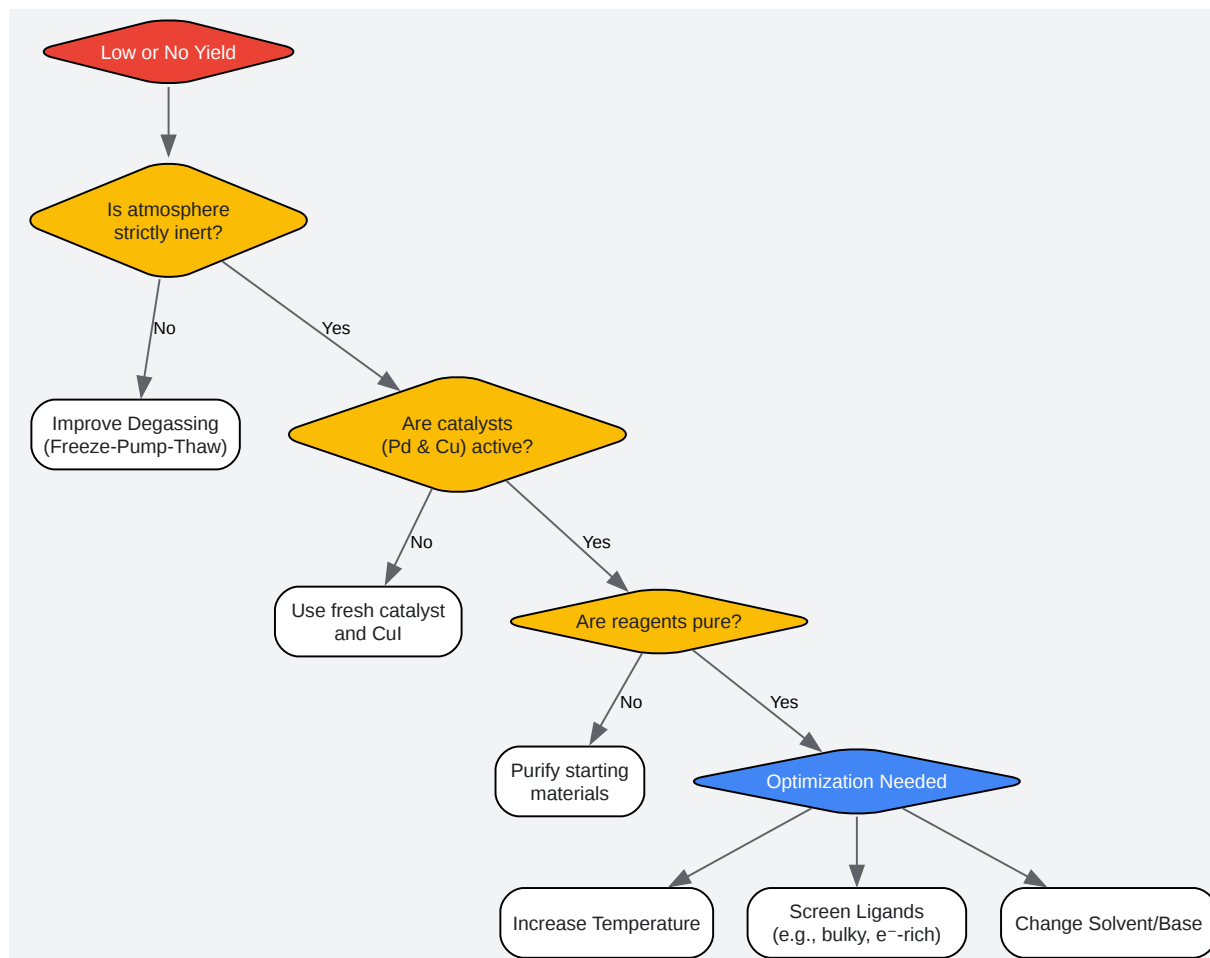 Low or No Yield
Is atmosphere
strictly inert?
No
Yes
Improve Degassing
(Freeze-Pump-Thaw)
Are catalysts
(Pd & Cu) active?
No
Yes
Use fresh catalyst
and CuI
Are reagents pure?
No
Yes
Purify starting
materials
Optimization Needed
Increase Temperature
Screen Ligands
(e.g., bulky, e⁻-rich)
Change Solvent/Base